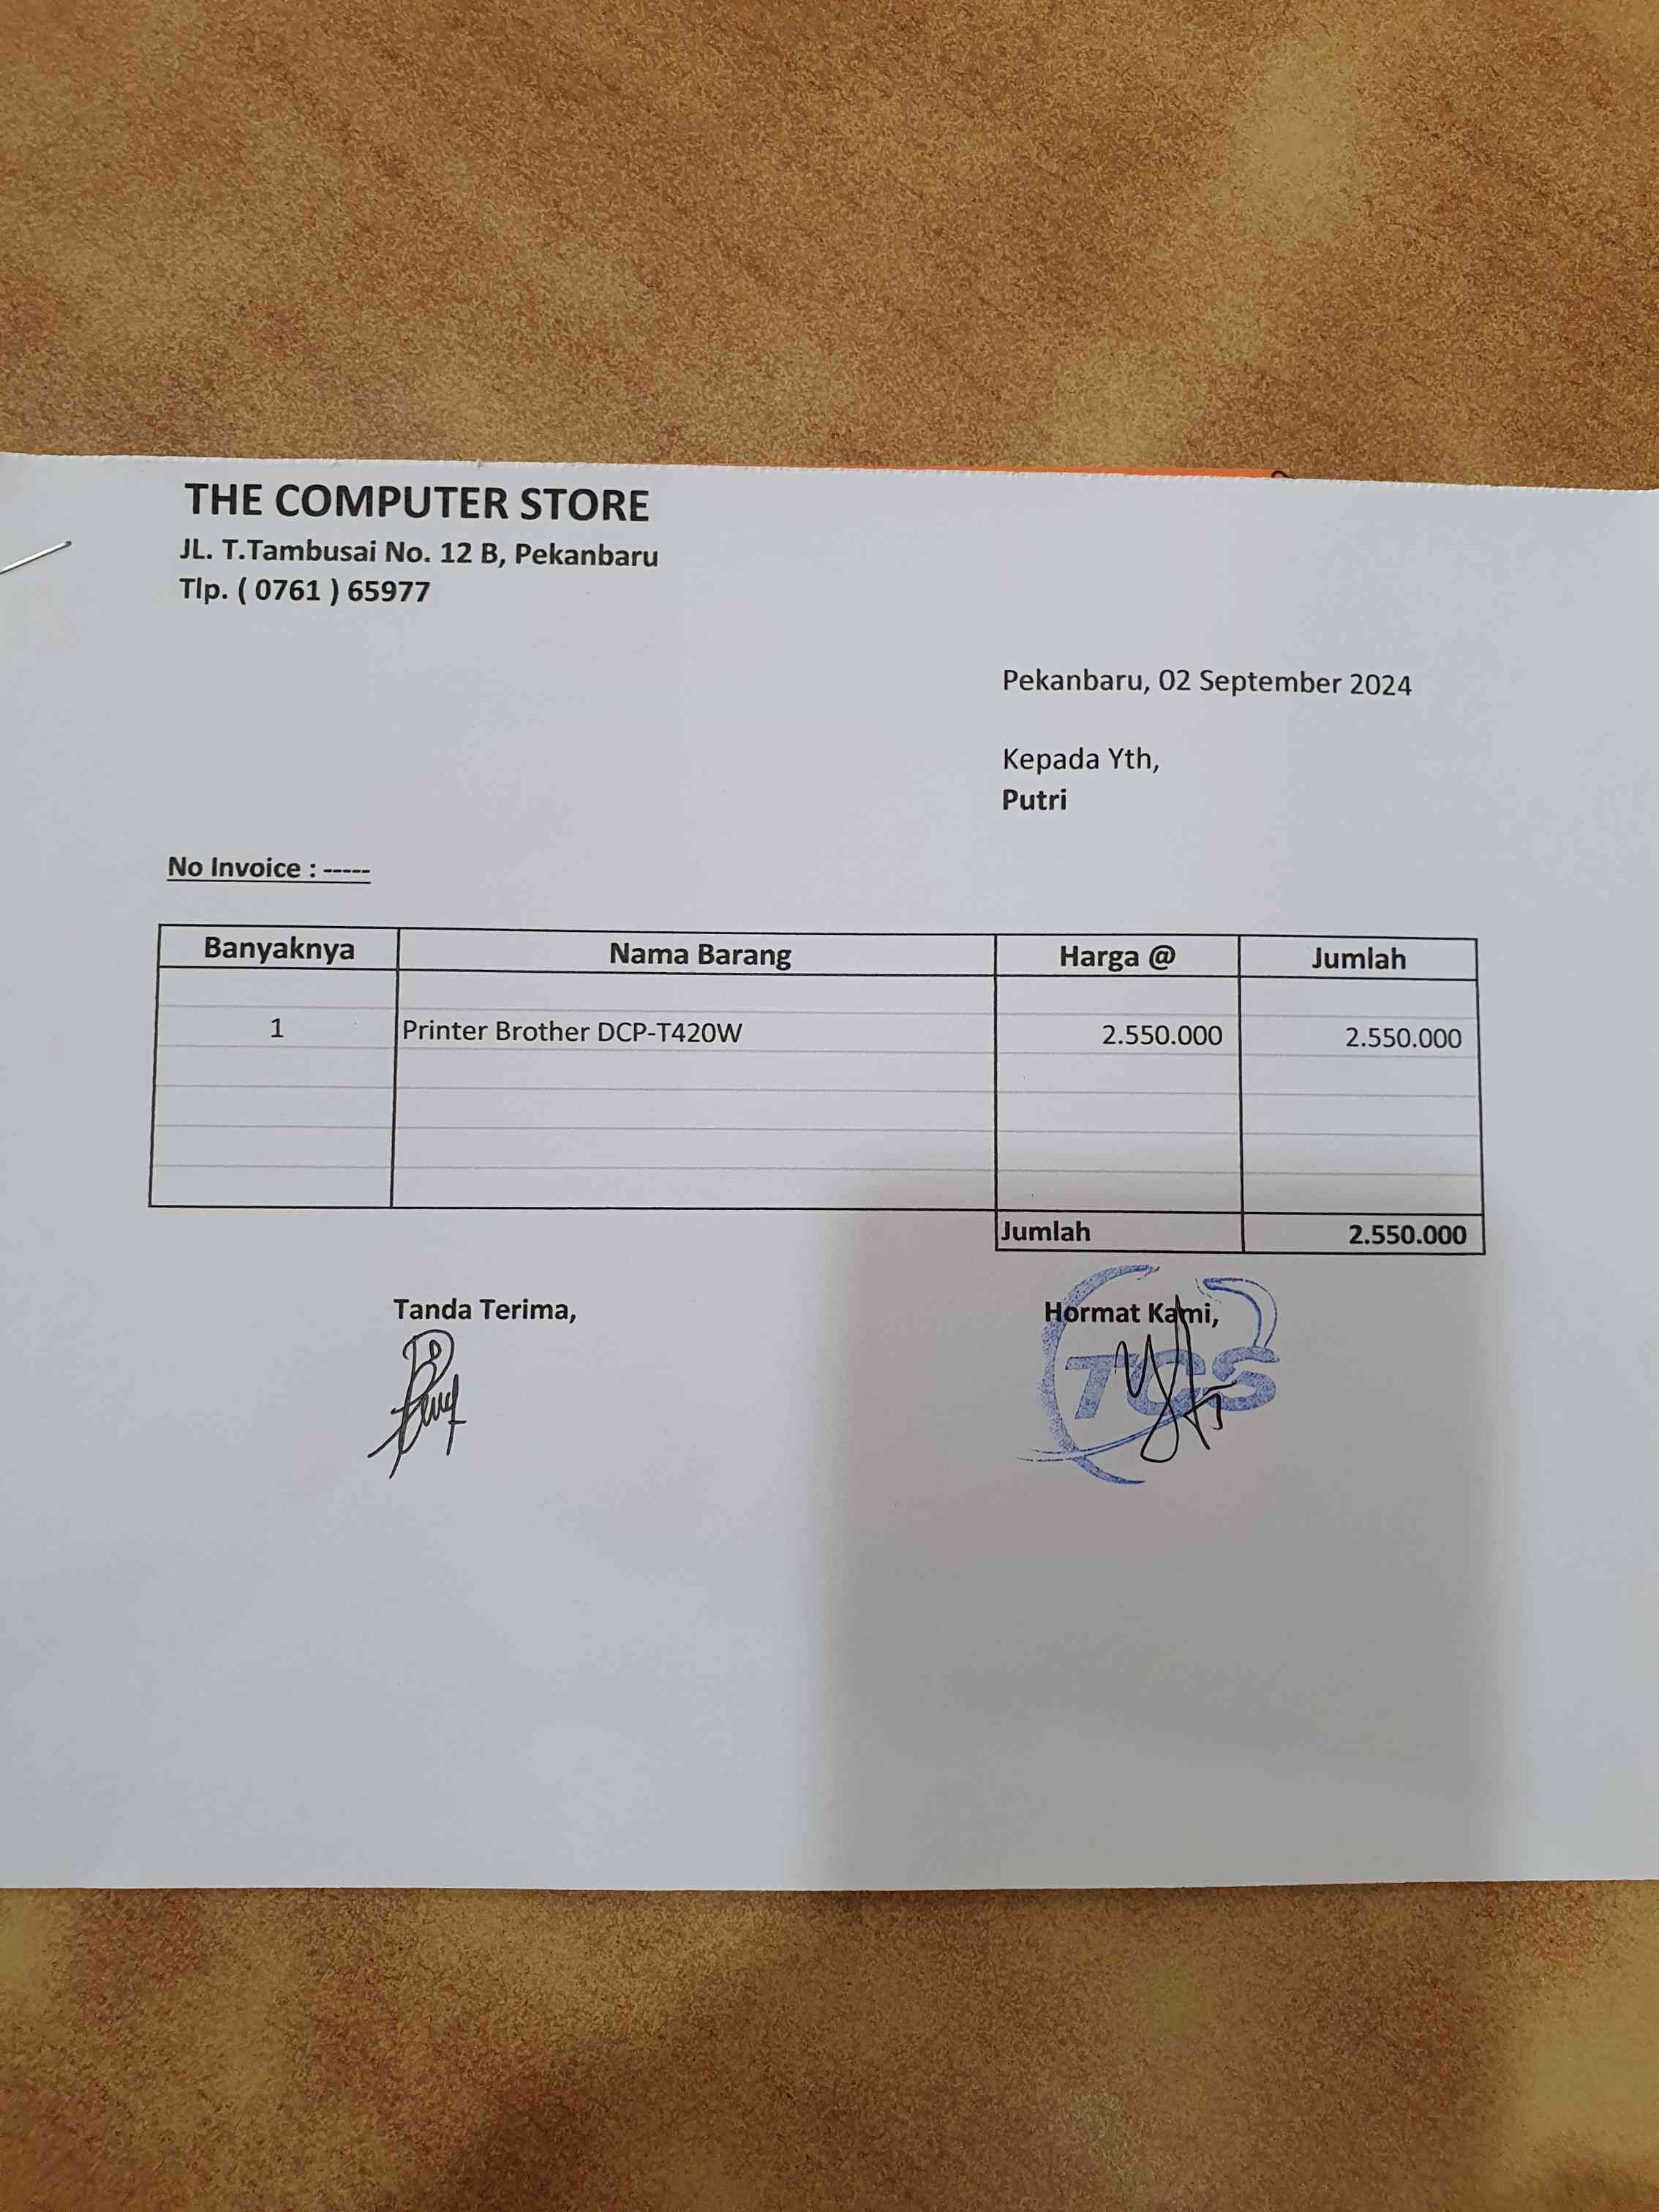 THE COMPUTER STORE
JL. T.Tambusai No. 12 B, Pekanbaru
Tlp. ( 0761 ) 65977
Pekanbaru, 02 September 2024
Kepada Yth,
Putri
No Invoice : -----
Banyaknya Nama Barang Harga @ Jumlah
1 Printer Brother DCP-T420W 2.550.000 2.550.000
Jumlah 2.550.000
Tanda Terima, Hormat Kami,
TCS